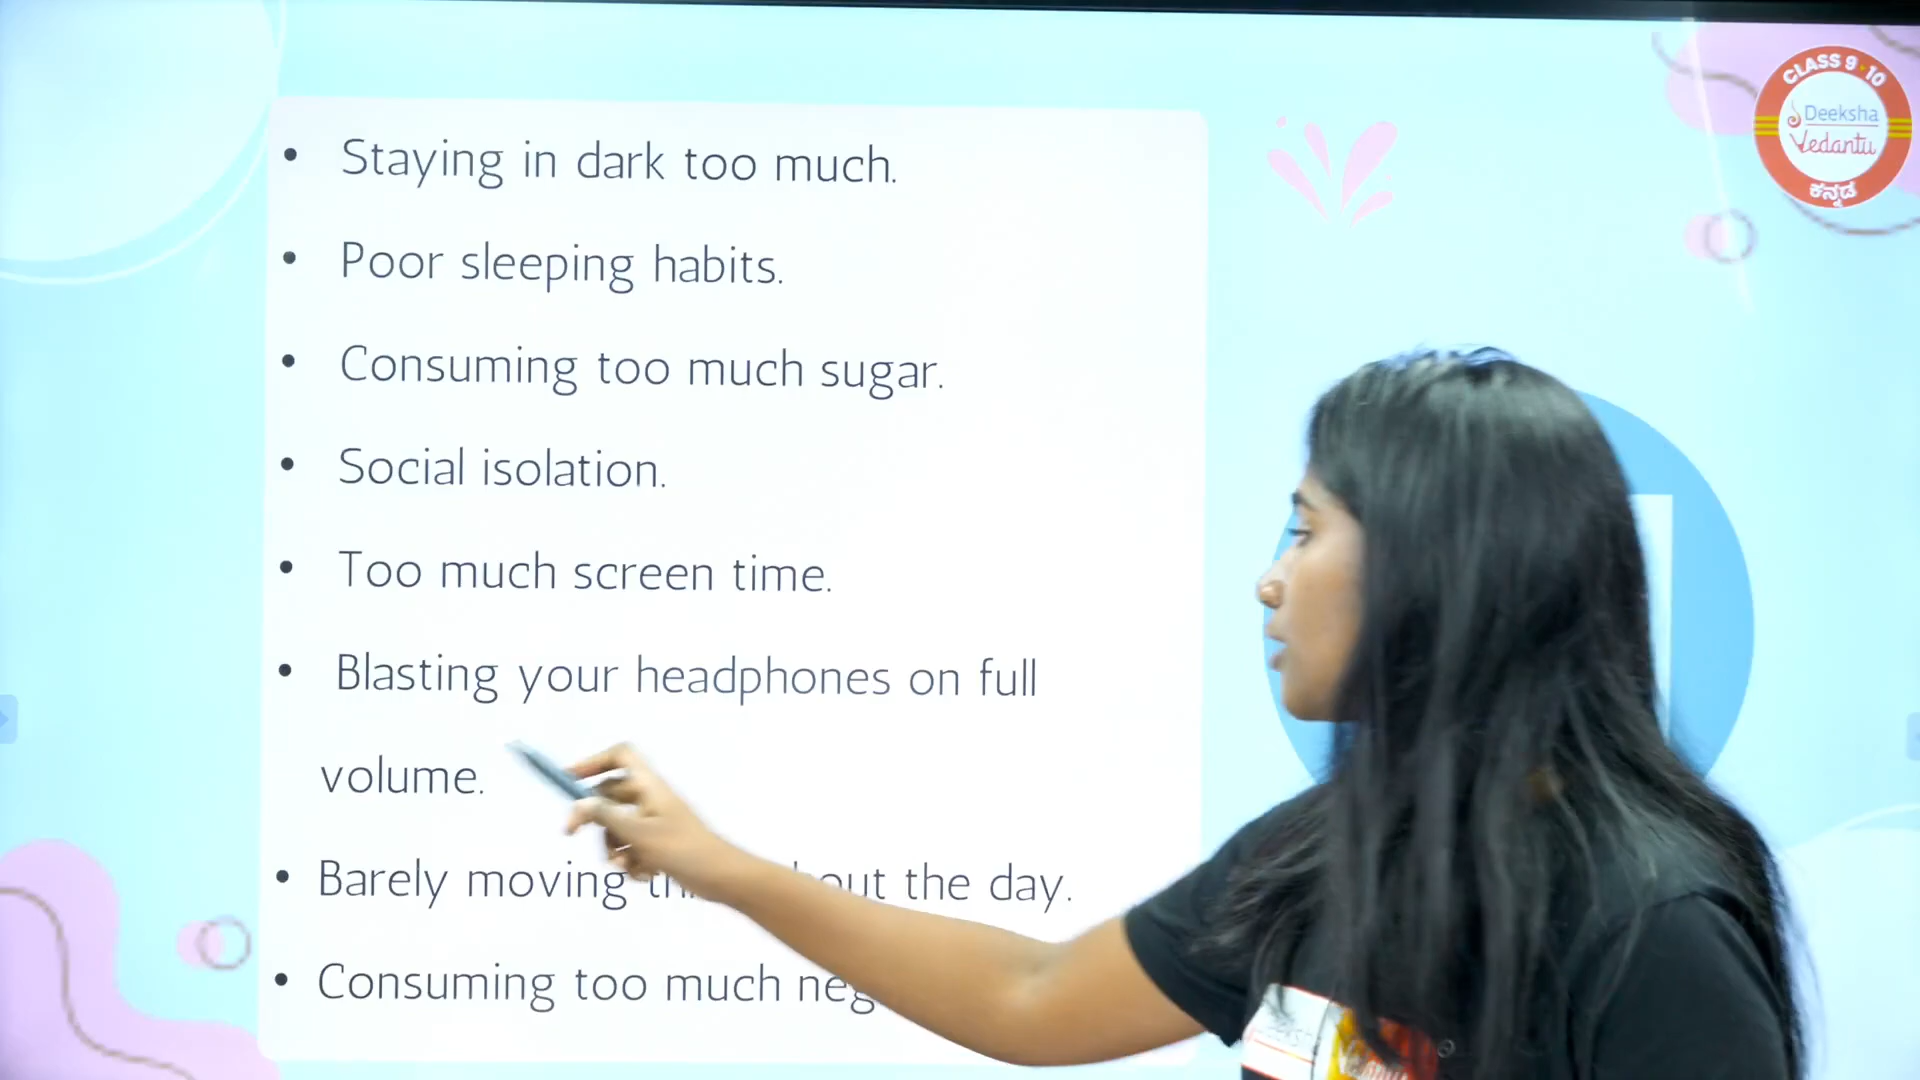 CLASS 9-10
Deeksha
Vedantu
ಕನ್ನಡ
• Staying in dark too much.
• Poor sleeping habits.
• Consuming too much sugar.
• Social isolation.
• Too much screen time.
• Blasting your headphones on full
volume.
• Barely moving the day.
• Consuming too much